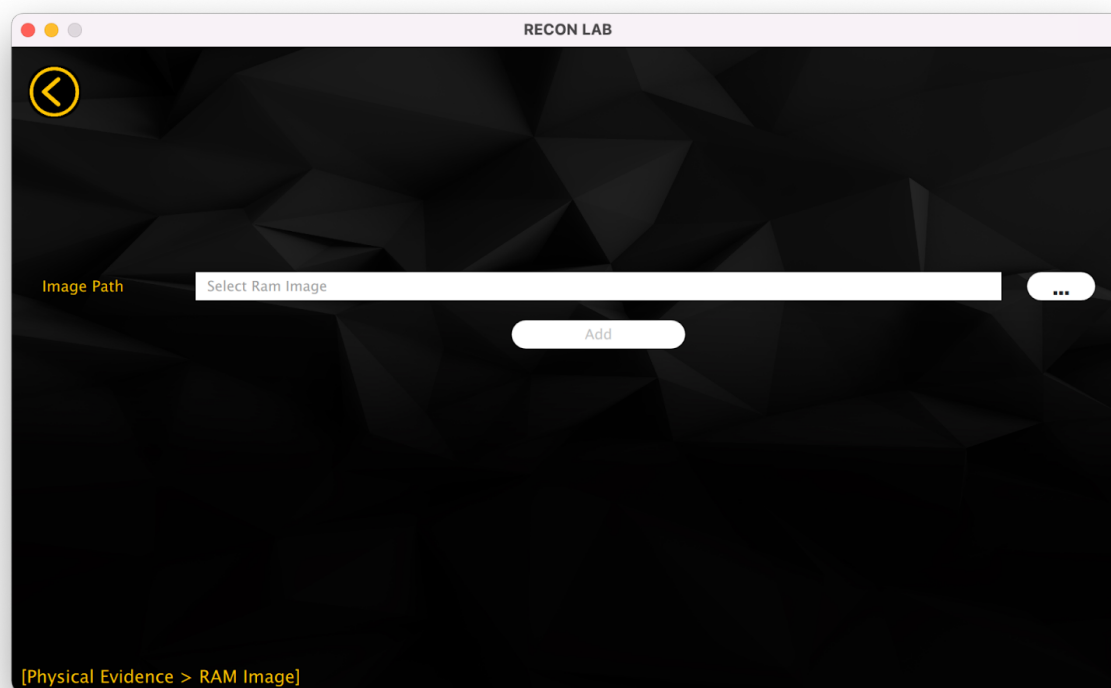 RECON LAB
Image Path Select Ram Image ...
Add
[Physical Evidence > RAM Image]